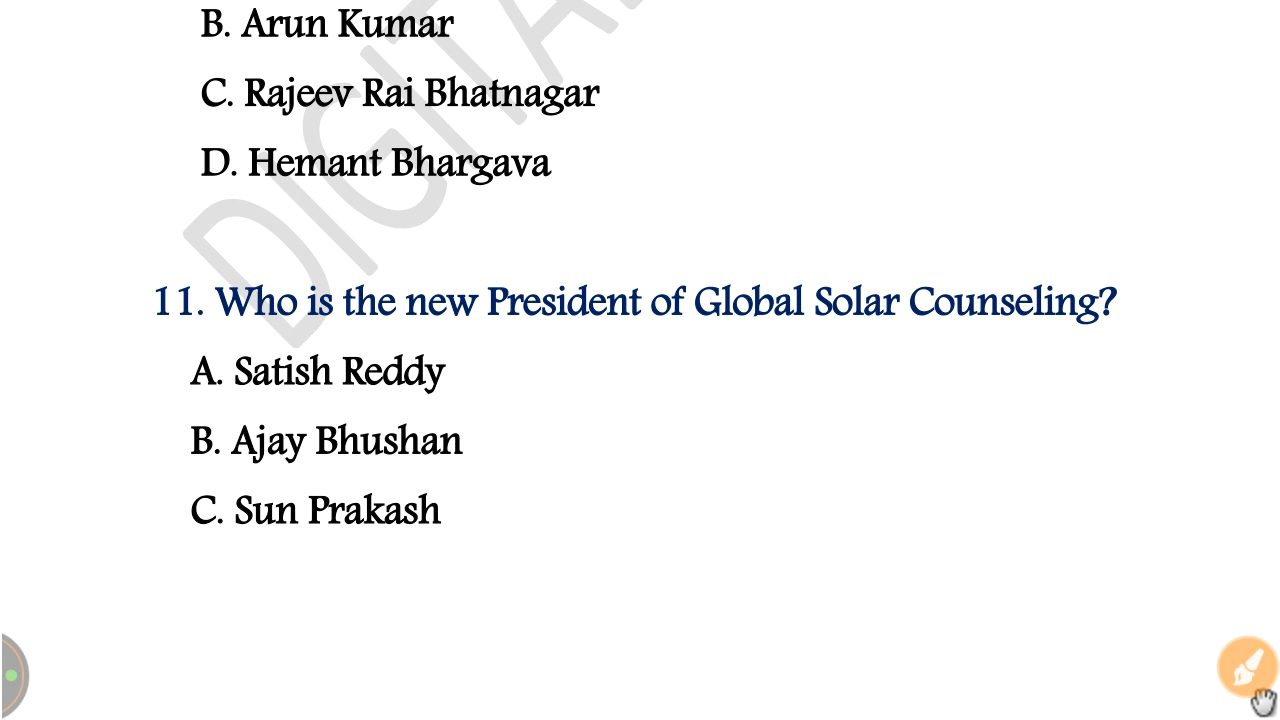 B. Arun Kumar
C. Rajeev Rai Bhatnagar
D. Hemant Bhargava
DIGITA
11. Who is the new President of Global Solar Counseling?
A. Satish Reddy
B. Ajay Bhushan
C. Sun Prakash